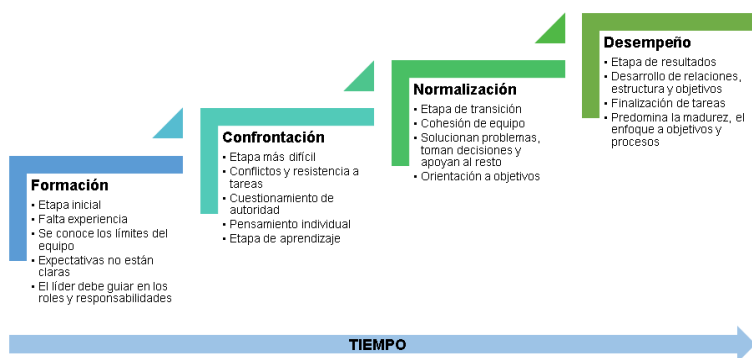 Formación
▪ Etapa inicial
▪ Falta experiencia
▪ Se conoce los límites del
equipo
▪ Expectativas no están
claras
▪ El líder debe guiar en los
roles y responsabilidades
Confrontación
▪ Etapa más difícil
▪ Conflictos y resistencia a
tareas
▪ Cuestionamiento de
autoridad
▪ Pensamiento individual
▪ Etapa de aprendizaje
Normalización
▪ Etapa de transición
▪ Cohesión de equipo
▪ Solucionan problemas,
toman decisiones y
apoyan al resto
▪ Orientación a objetivos
Desempeño
▪ Etapa de resultados
▪ Desarrollo de relaciones,
estructura y objetivos
▪ Finalización de tareas
▪ Predomina la madurez, el
enfoque a objetivos y
procesos
TIEMPO